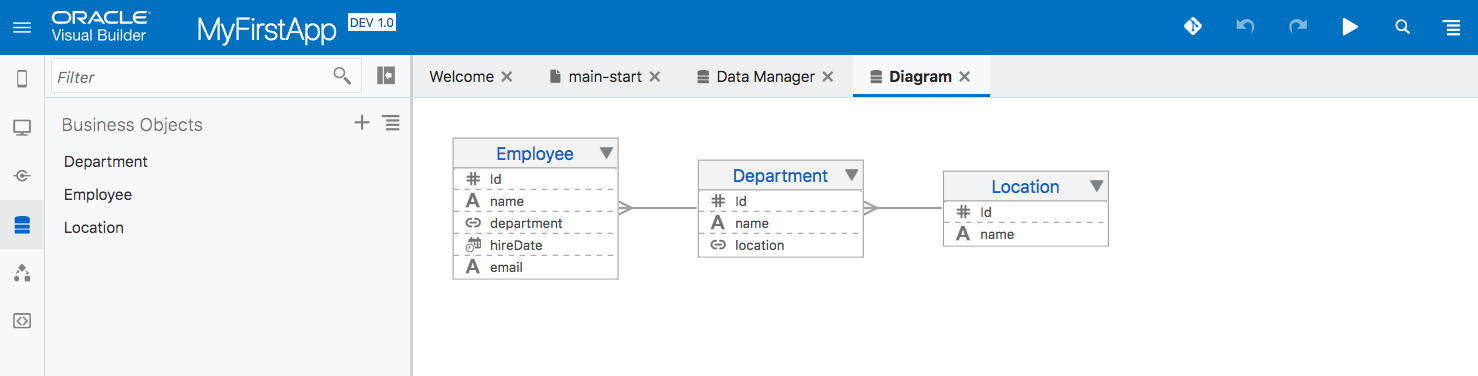 ORACLE
Visual Builder
MyFirstApp DEV 1.0
Filter
Welcome main-start Data Manager Diagram
Business Objects
Department
Employee
Location
Employee
Id
name
department
hireDate
email
Department
Id
name
location
Location
Id
name